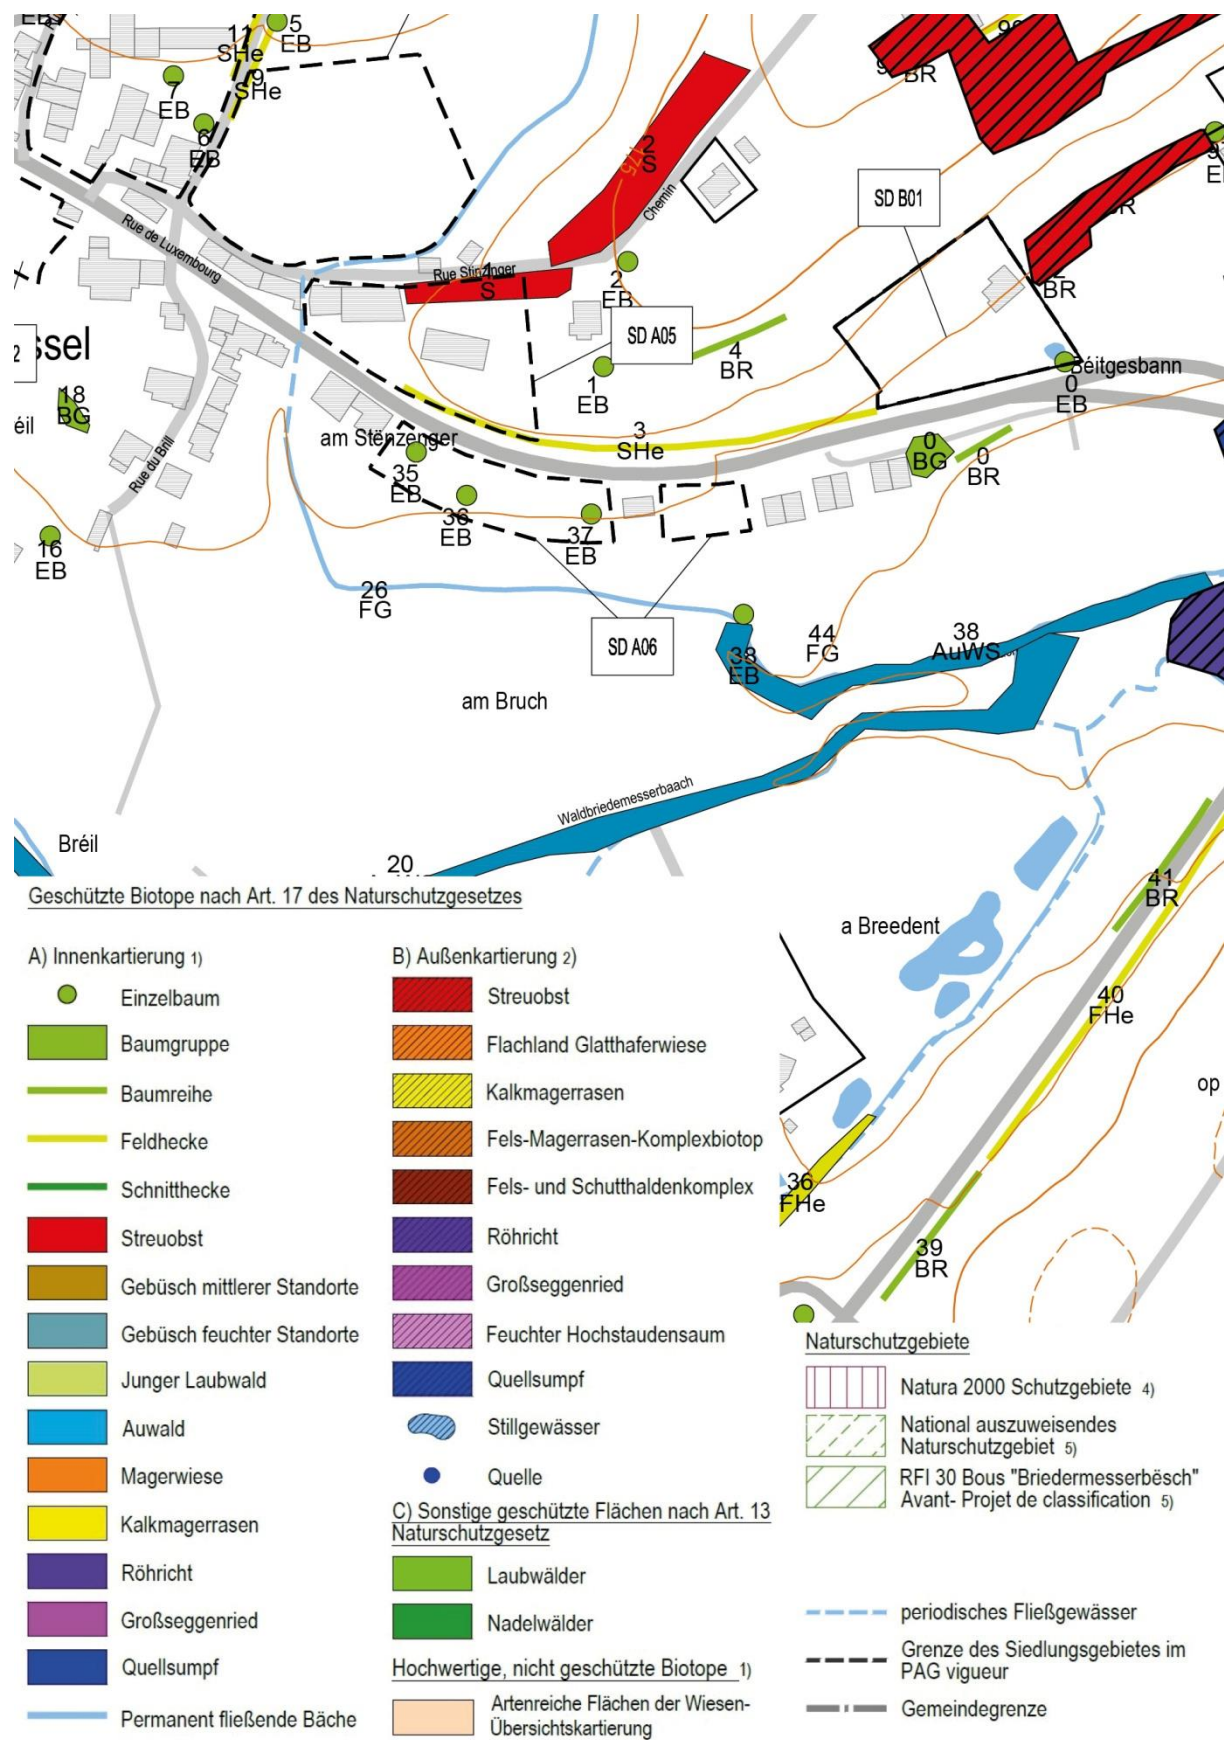 5
EB
11
SHe
9
SHe
7
EB
6
EB
BR
2
S
175
Chemin
SD B01
Rue de Luxembourg
Rue Stinzinger
1
S
2
EB
BR
SD A05
4
BR
1
EB
Béitgesbann
0
EB
2
ssel
18
BG
éil
am Stënzenger
3
SHe
0
BG
0
BR
Rue du Brill
35
EB
36
EB
37
EB
16
EB
26
FG
SD A06
38
EB
44
FG
38
AuWS
am Bruch
Waldbriedemesserbaach
Bréil
20
41
BR
a Breedent
40
FHe
op
36
FHe
39
BR
Geschützte Biotope nach Art. 17 des Naturschutzgesetzes
A) Innenkartierung 1)
Einzelbaum
Baumgruppe
Baumreihe
Feldhecke
Schnitthecke
Streuobst
Gebüsch mittlerer Standorte
Gebüsch feuchter Standorte
Junger Laubwald
Auwald
Magerwiese
Kalkmagerrasen
Röhricht
Großseggenried
Quellsumpf
Permanent fließende Bäche
B) Außenkartierung 2)
Streuobst
Flachland Glatthaferwiese
Kalkmagerrasen
Fels-Magerrasen-Komplexbiotop
Fels- und Schutthaldenkomplex
Röhricht
Großseggenried
Feuchter Hochstaudensaum
Quellsumpf
Stillgewässer
Quelle
C) Sonstige geschützte Flächen nach Art. 13
Naturschutzgesetz
Laubwälder
Nadelwälder
Hochwertige, nicht geschützte Biotope 1)
Artenreiche Flächen der Wiesen-
Übersichtskartierung
Naturschutzgebiete
Natura 2000 Schutzgebiete 4)
National auszuweisendes
Naturschutzgebiet 5)
RFI 30 Bous "Briedermesserbësch"
Avant- Projet de classification 5)
periodisches Fließgewässer
Grenze des Siedlungsgebietes im
PAG vigueur
Gemeindegrenze